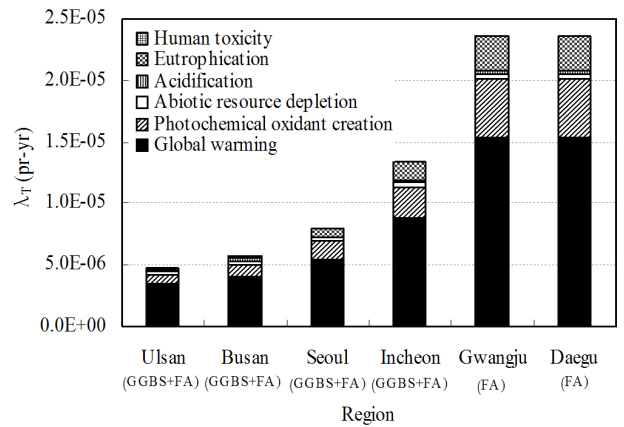 2.5E-05
2.0E-05
1.5E-05
1.0E-05
5.0E-06
0.0E+00
λT (pr-yr)
Human toxicity
Eutrophication
Acidification
Abiotic resource depletion
Photochemical oxidant creation
Global warming
Ulsan Busan Seoul Incheon Gwangju Daegu
(GGBS+FA) (GGBS+FA) (GGBS+FA) (GGBS+FA) (FA) (FA)
Region